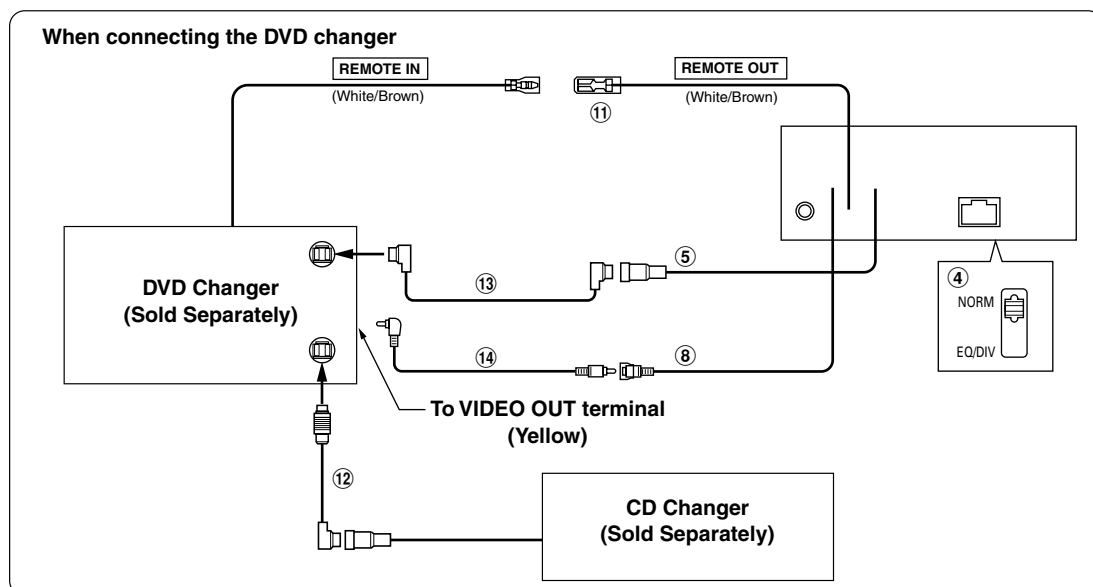 When connecting the DVD changer
REMOTE IN
(White/Brown)
REMOTE OUT
(White/Brown)
⑪
DVD Changer
(Sold Separately)
⑬
⑤
④
NORM
EQ/DIV
⑭
⑧
To VIDEO OUT terminal
(Yellow)
⑫
CD Changer
(Sold Separately)